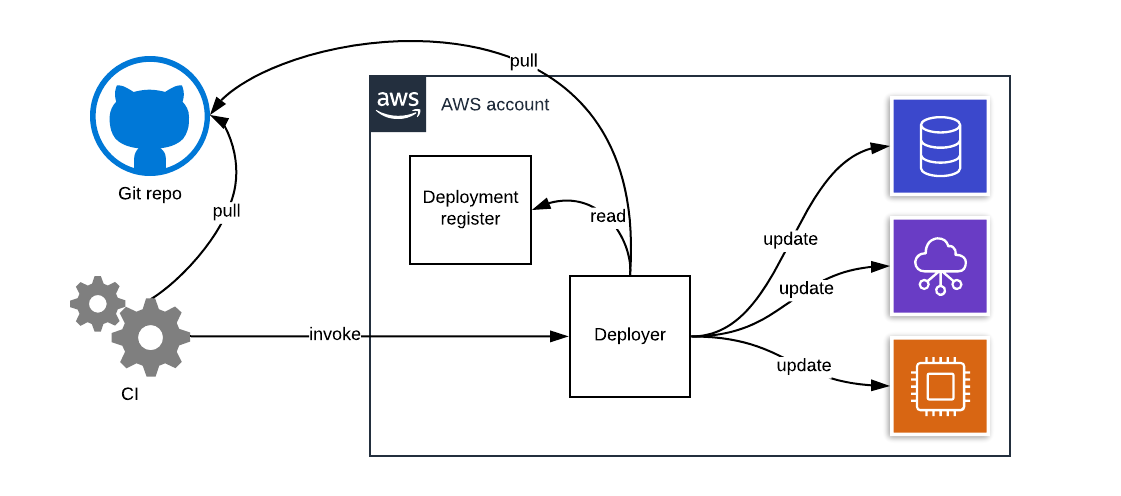 pull
aws
AWS account
Git repo
Deployment
register
pull
read
update
update
invoke
Deployer
update
CI